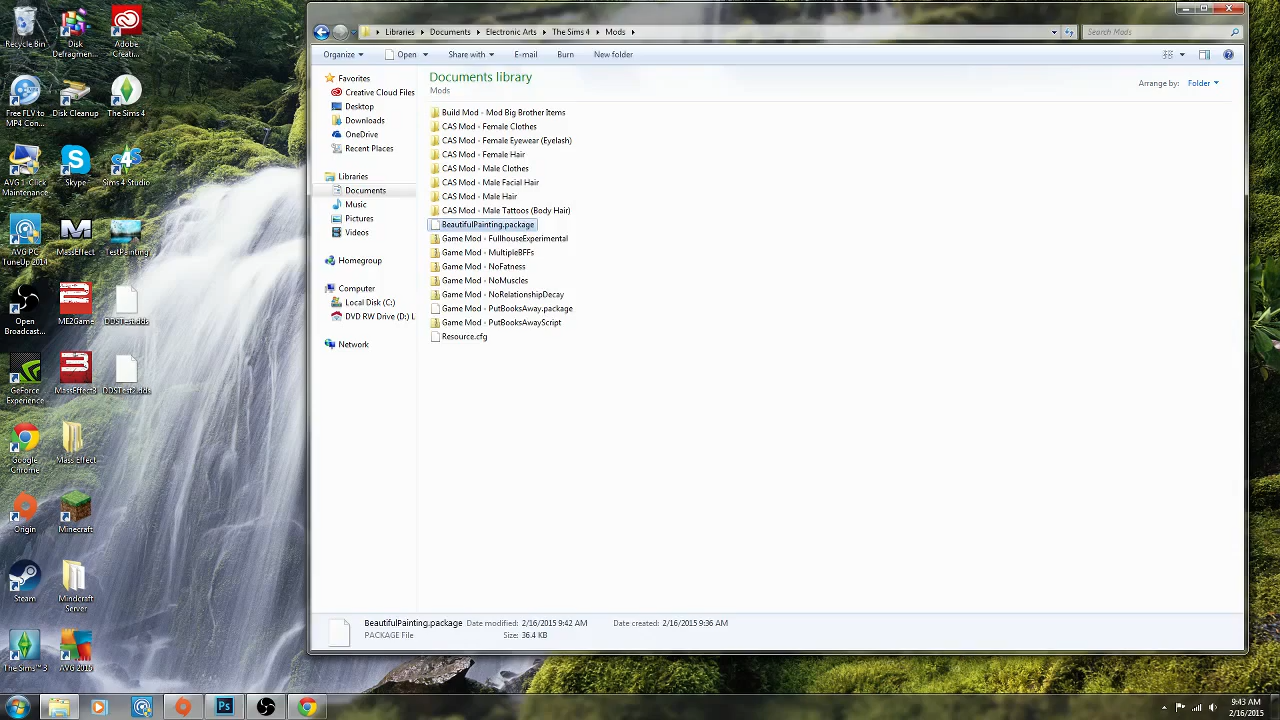 Recycle Bin
Disk Defragmen...
Adobe Creati...
Free FLV to MP4 Con...
Disk Cleanup
The Sims 4
AVG 1-Click Maintenance
Skype
Sims 4 Studio
AVG PC TuneUp 2014
MassEffect
TestPainting
Open Broadcast...
ME2Game
DDSTest.dds
GeForce Experience
MassEffect3
Google Chrome
Mass Effect
Origin
Minecraft
Steam
Mindcraft Server
The Sims™ 3
AVG 2015
Libraries
Documents
Electronic Arts
The Sims 4
Mods
Search Mods
Organize
Open
Share with
E-mail
Burn
New folder
Favorites
Creative Cloud Files
Desktop
Downloads
OneDrive
Recent Places
Libraries
Documents
Music
Pictures
Videos
Homegroup
Computer
Local Disk (C:)
DVD RW Drive (D:) L
Network
Documents library
Mods
Arrange by: Folder
Build Mod - Mod Big Brother Items
CAS Mod - Female Clothes
CAS Mod - Female Eyewear (Eyelash)
CAS Mod - Female Hair
CAS Mod - Male Clothes
CAS Mod - Male Facial Hair
CAS Mod - Male Hair
CAS Mod - Male Tattoos (Body Hair)
BeautifulPainting.package
Game Mod - FullhouseExperimental
Game Mod - MultipleBFFs
Game Mod - NoFatness
Game Mod - NoMuscles
Game Mod - NoRelationshipDecay
Game Mod - PutBooksAway.package
Game Mod - PutBooksAwayScript
Resource.cfg
BeautifulPainting.package Date modified: 2/16/2015 9:42 AM Date created: 2/16/2015 9:36 AM
PACKAGE File Size: 36.4 KB
Ps
9:43 AM
2/16/2015